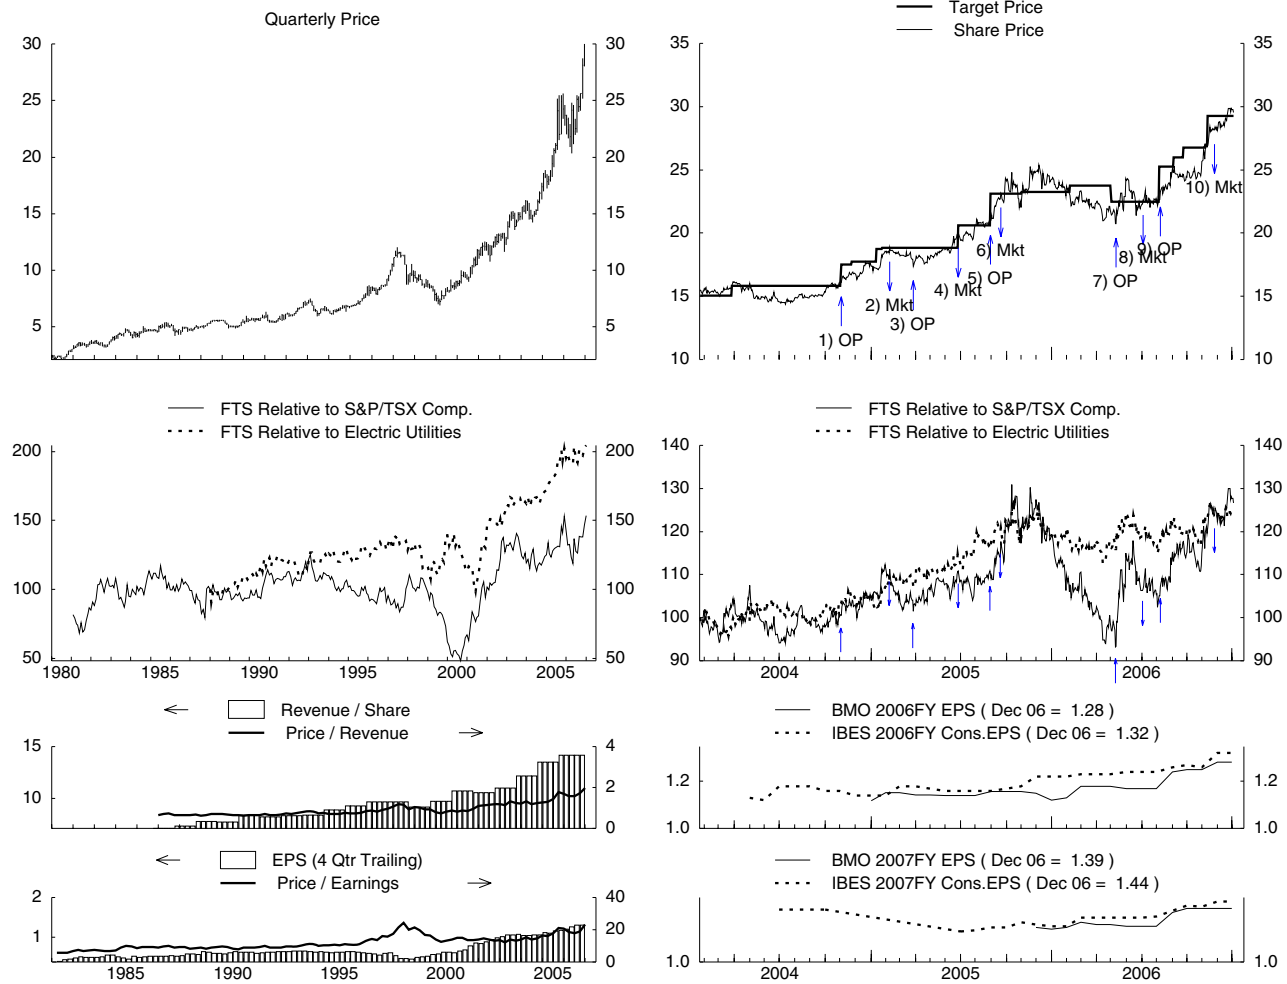 Quarterly Price
30
25
20
15
10
5
30
25
20
15
10
5
Target Price
Share Price
35
30
25
20
15
10
35
30
25
20
15
10
1) OP
2) Mkt
3) OP
4) Mkt
5) OP
6) Mkt
7) OP
8) Mkt
9) OP
10) Mkt
FTS Relative to S&P/TSX Comp.
FTS Relative to Electric Utilities
200
150
100
50
200
150
100
50
1980 1985 1990 1995 2000 2005
FTS Relative to S&P/TSX Comp.
FTS Relative to Electric Utilities
140
130
120
110
100
90
140
130
120
110
100
90
2004 2005 2006
Revenue / Share
Price / Revenue
15
10
4
2
0
BMO 2006FY EPS ( Dec 06 = 1.28 )
IBES 2006FY Cons.EPS ( Dec 06 = 1.32 )
1.2
1.0
1.2
1.0
EPS (4 Qtr Trailing)
Price / Earnings
2
1
40
20
0
1985 1990 1995 2000 2005
BMO 2007FY EPS ( Dec 06 = 1.39 )
IBES 2007FY Cons.EPS ( Dec 06 = 1.44 )
1.0
1.0
2004 2005 2006